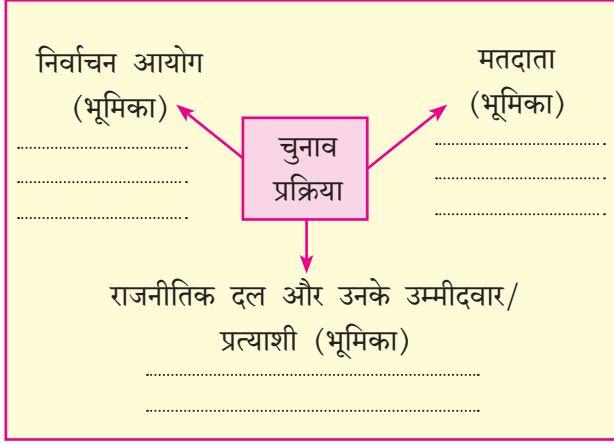 निर्वाचन आयोग
(भूमिका)
मतदाता
(भूमिका)
चुनाव
प्रक्रिया
राजनीतिक दल और उनके उम्मीदवार/
प्रत्याशी (भूमिका)